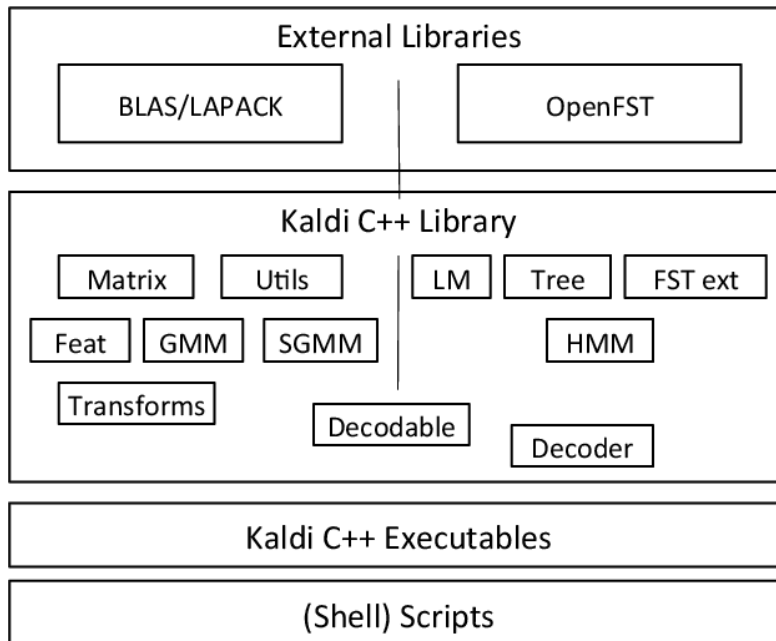 External Libraries
BLAS/LAPACK
OpenFST
Kaldi C++ Library
Matrix
Utils
LM
Tree
FST ext
Feat
GMM
SGMM
HMM
Transforms
Decodable
Decoder
Kaldi C++ Executables
(Shell) Scripts